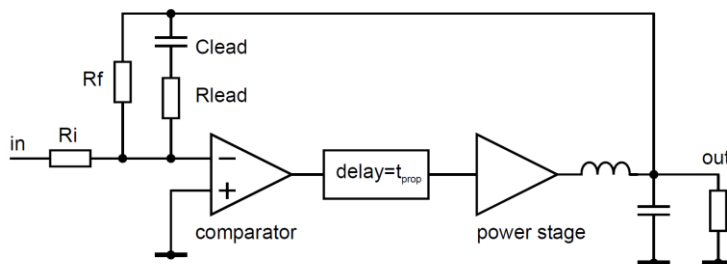 Clead
Rf
Rlead
in
Ri
−
+
delay=tprop
out
comparator
power stage